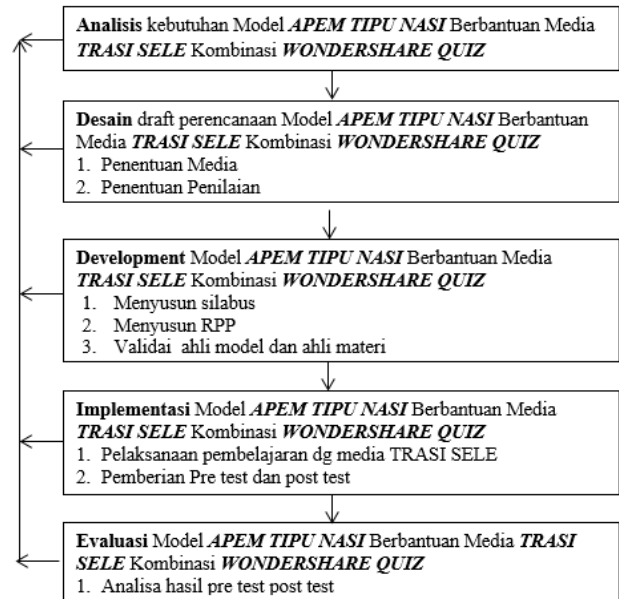 Analisis kebutuhan Model APEM TIPU NASI Berbantuan Media
TRASI SELE Kombinasi WONDERSHARE QUIZ
Desain draft perencanaan Model APEM TIPU NASI Berbantuan
Media TRASI SELE Kombinasi WONDERSHARE QUIZ
1. Penentuan Media
2. Penentuan Penilaian
Development Model APEM TIPU NASI Berbantuan Media
TRASI SELE Kombinasi WONDERSHARE QUIZ
1. Menyusun silabus
2. Menyusun RPP
3. Validai ahli model dan ahli materi
Implementasi Model APEM TIPU NASI Berbantuan Media
TRASI SELE Kombinasi WONDERSHARE QUIZ
1. Pelaksanaan pembelajaran dg media TRASI SELE
2. Pemberian Pre test dan post test
Evaluasi Model APEM TIPU NASI Berbantuan Media TRASI
SELE Kombinasi WONDERSHARE QUIZ
1. Analisa hasil pre test post test